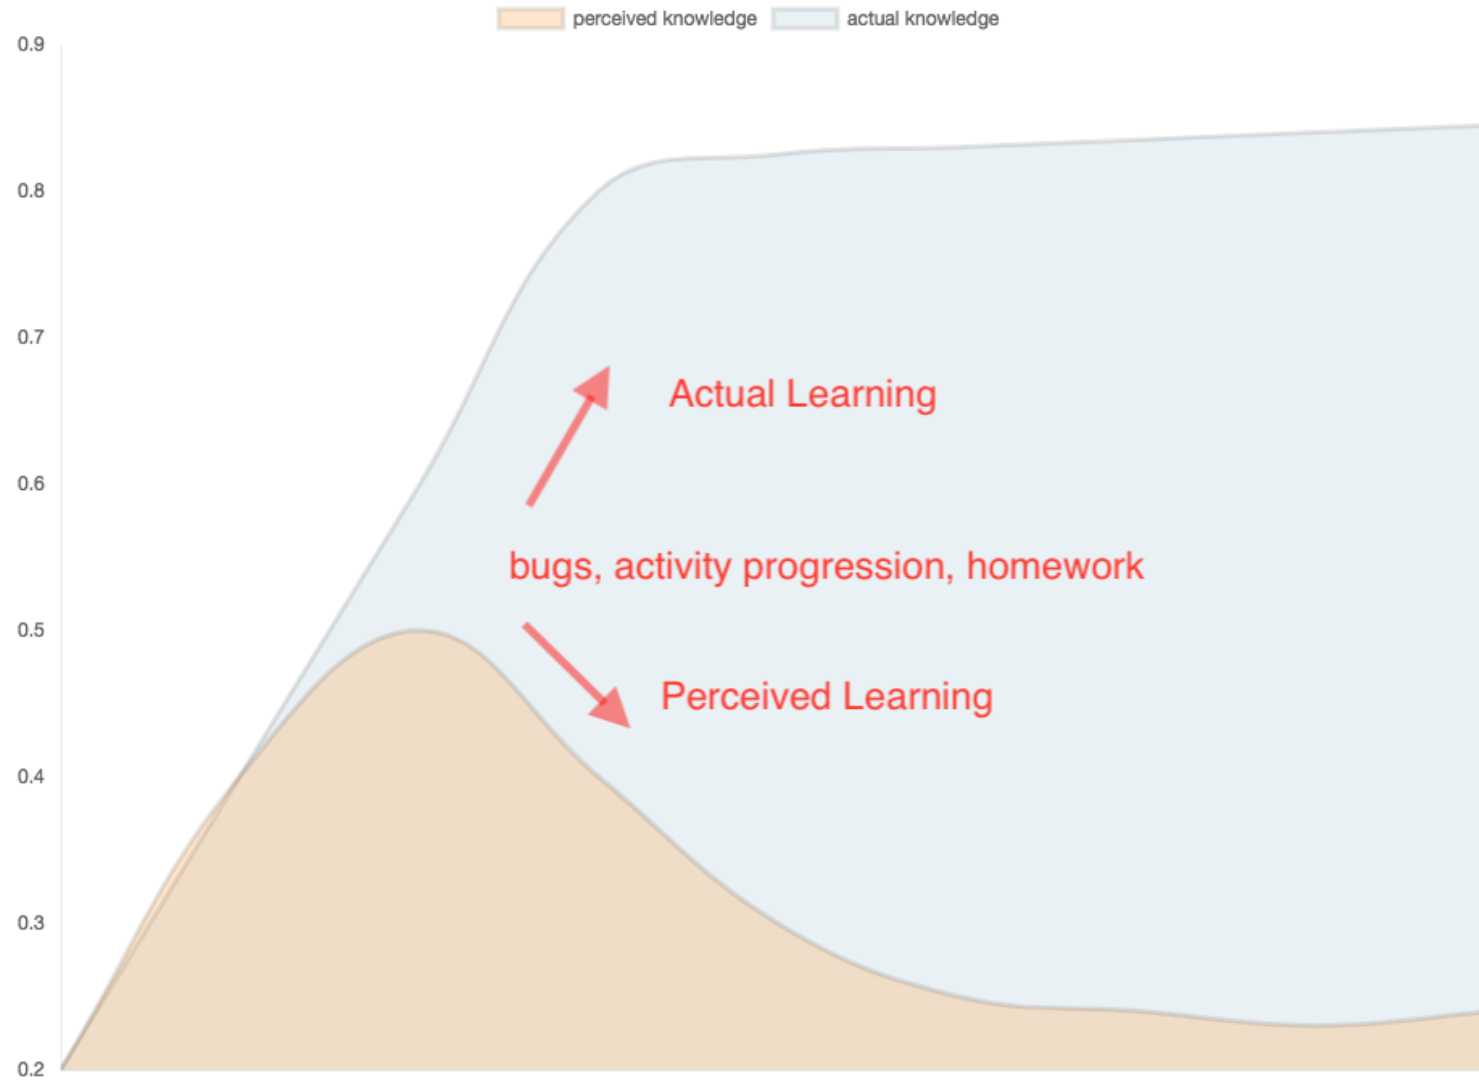 perceived knowledge actual knowledge
0.9
0.8
0.7
Actual Learning
0.6
bugs, activity progression, homework
0.5
Perceived Learning
0.4
0.3
0.2